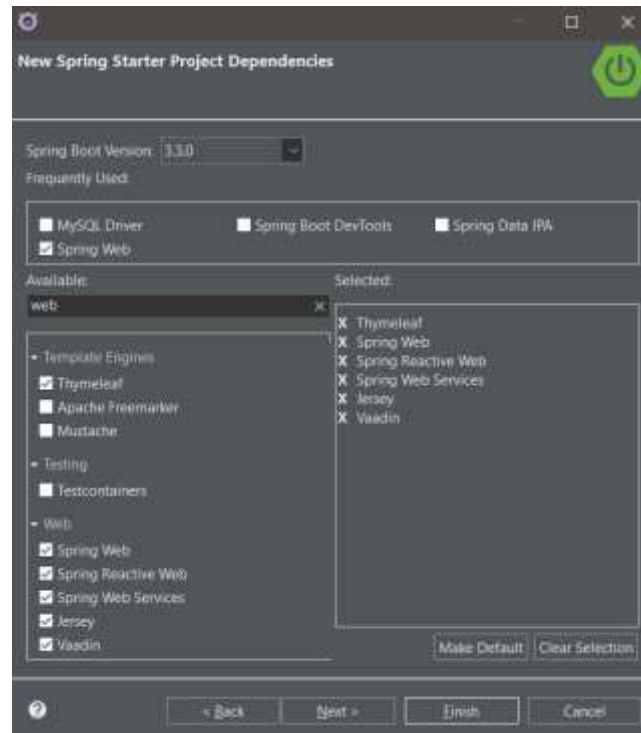 New Spring Starter Project Dependencies
Spring Boot Version: 3.3.0
Frequently Used:
MySQL Driver Spring Boot DevTools Spring Data JPA
Spring Web
Available: Selected:
web
X Thymeleaf
X Spring Web
X Spring Reactive Web
X Spring Web Services
X Jersey
X Vaadin
Template Engines
Thymeleaf
Apache Freemarker
Mustache
Testing
Testcontainers
Web
Spring Web
Spring Reactive Web
Spring Web Services
Jersey
Vaadin
Make Default Clear Selection
? < Back Next > Finish Cancel